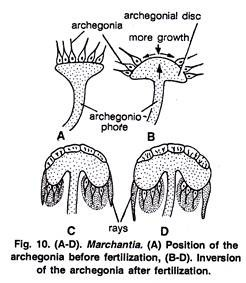 archegonia
archegonial disc
more growth
archegonio-
phore
A
B
C
rays
D
Fig. 10. (A-D). Marchantia. (A) Position of the
archegonia before fertilization, (B-D). Inversion
of the archegonia after fertilization.